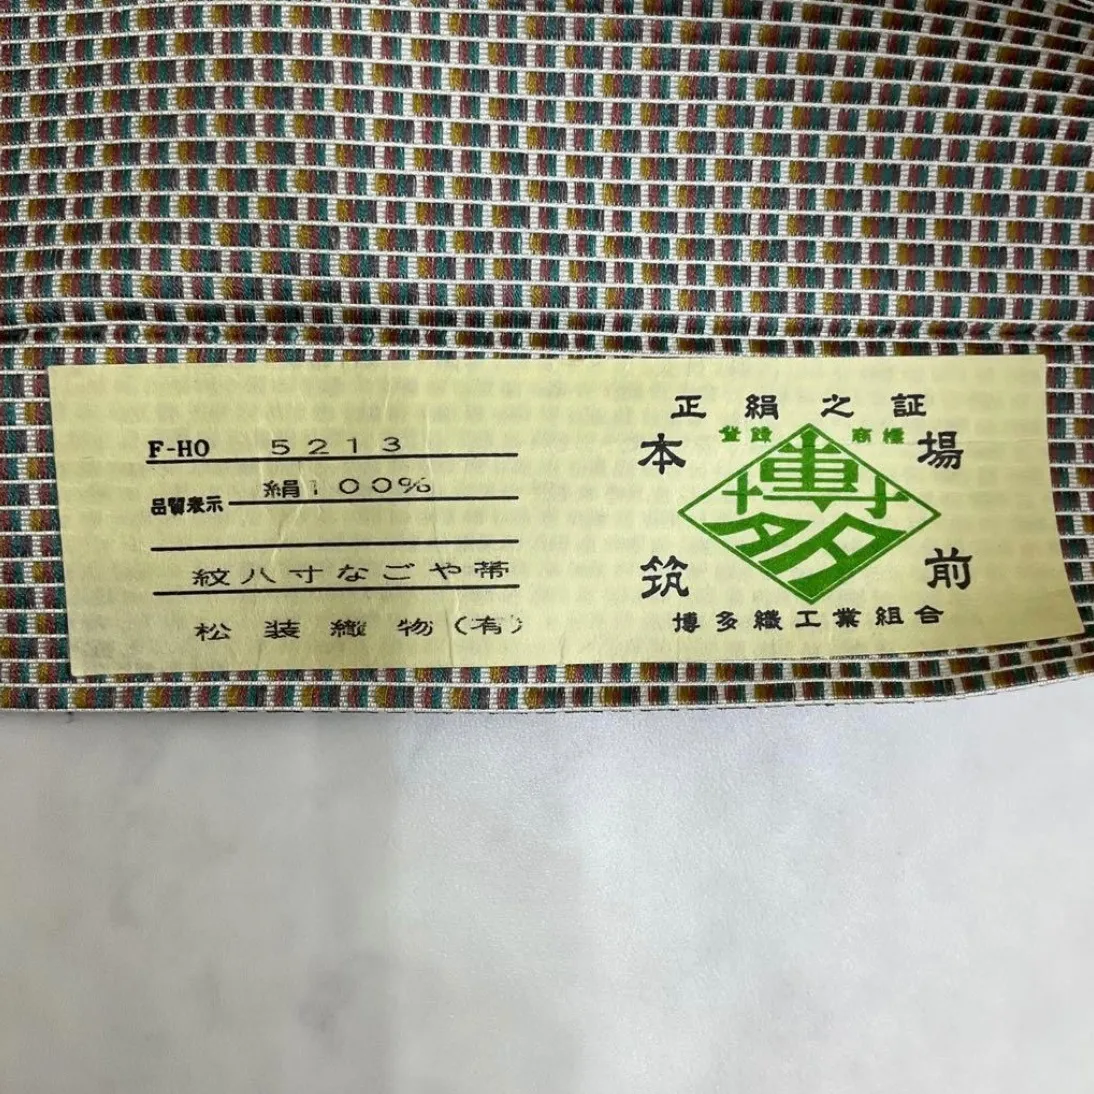 F-HO 5213
品質表示 絹100%
紋八寸なごや帯
松装織物(有)
正絹之証
登録 商標
本場
博多
筑前
博多織工業組合